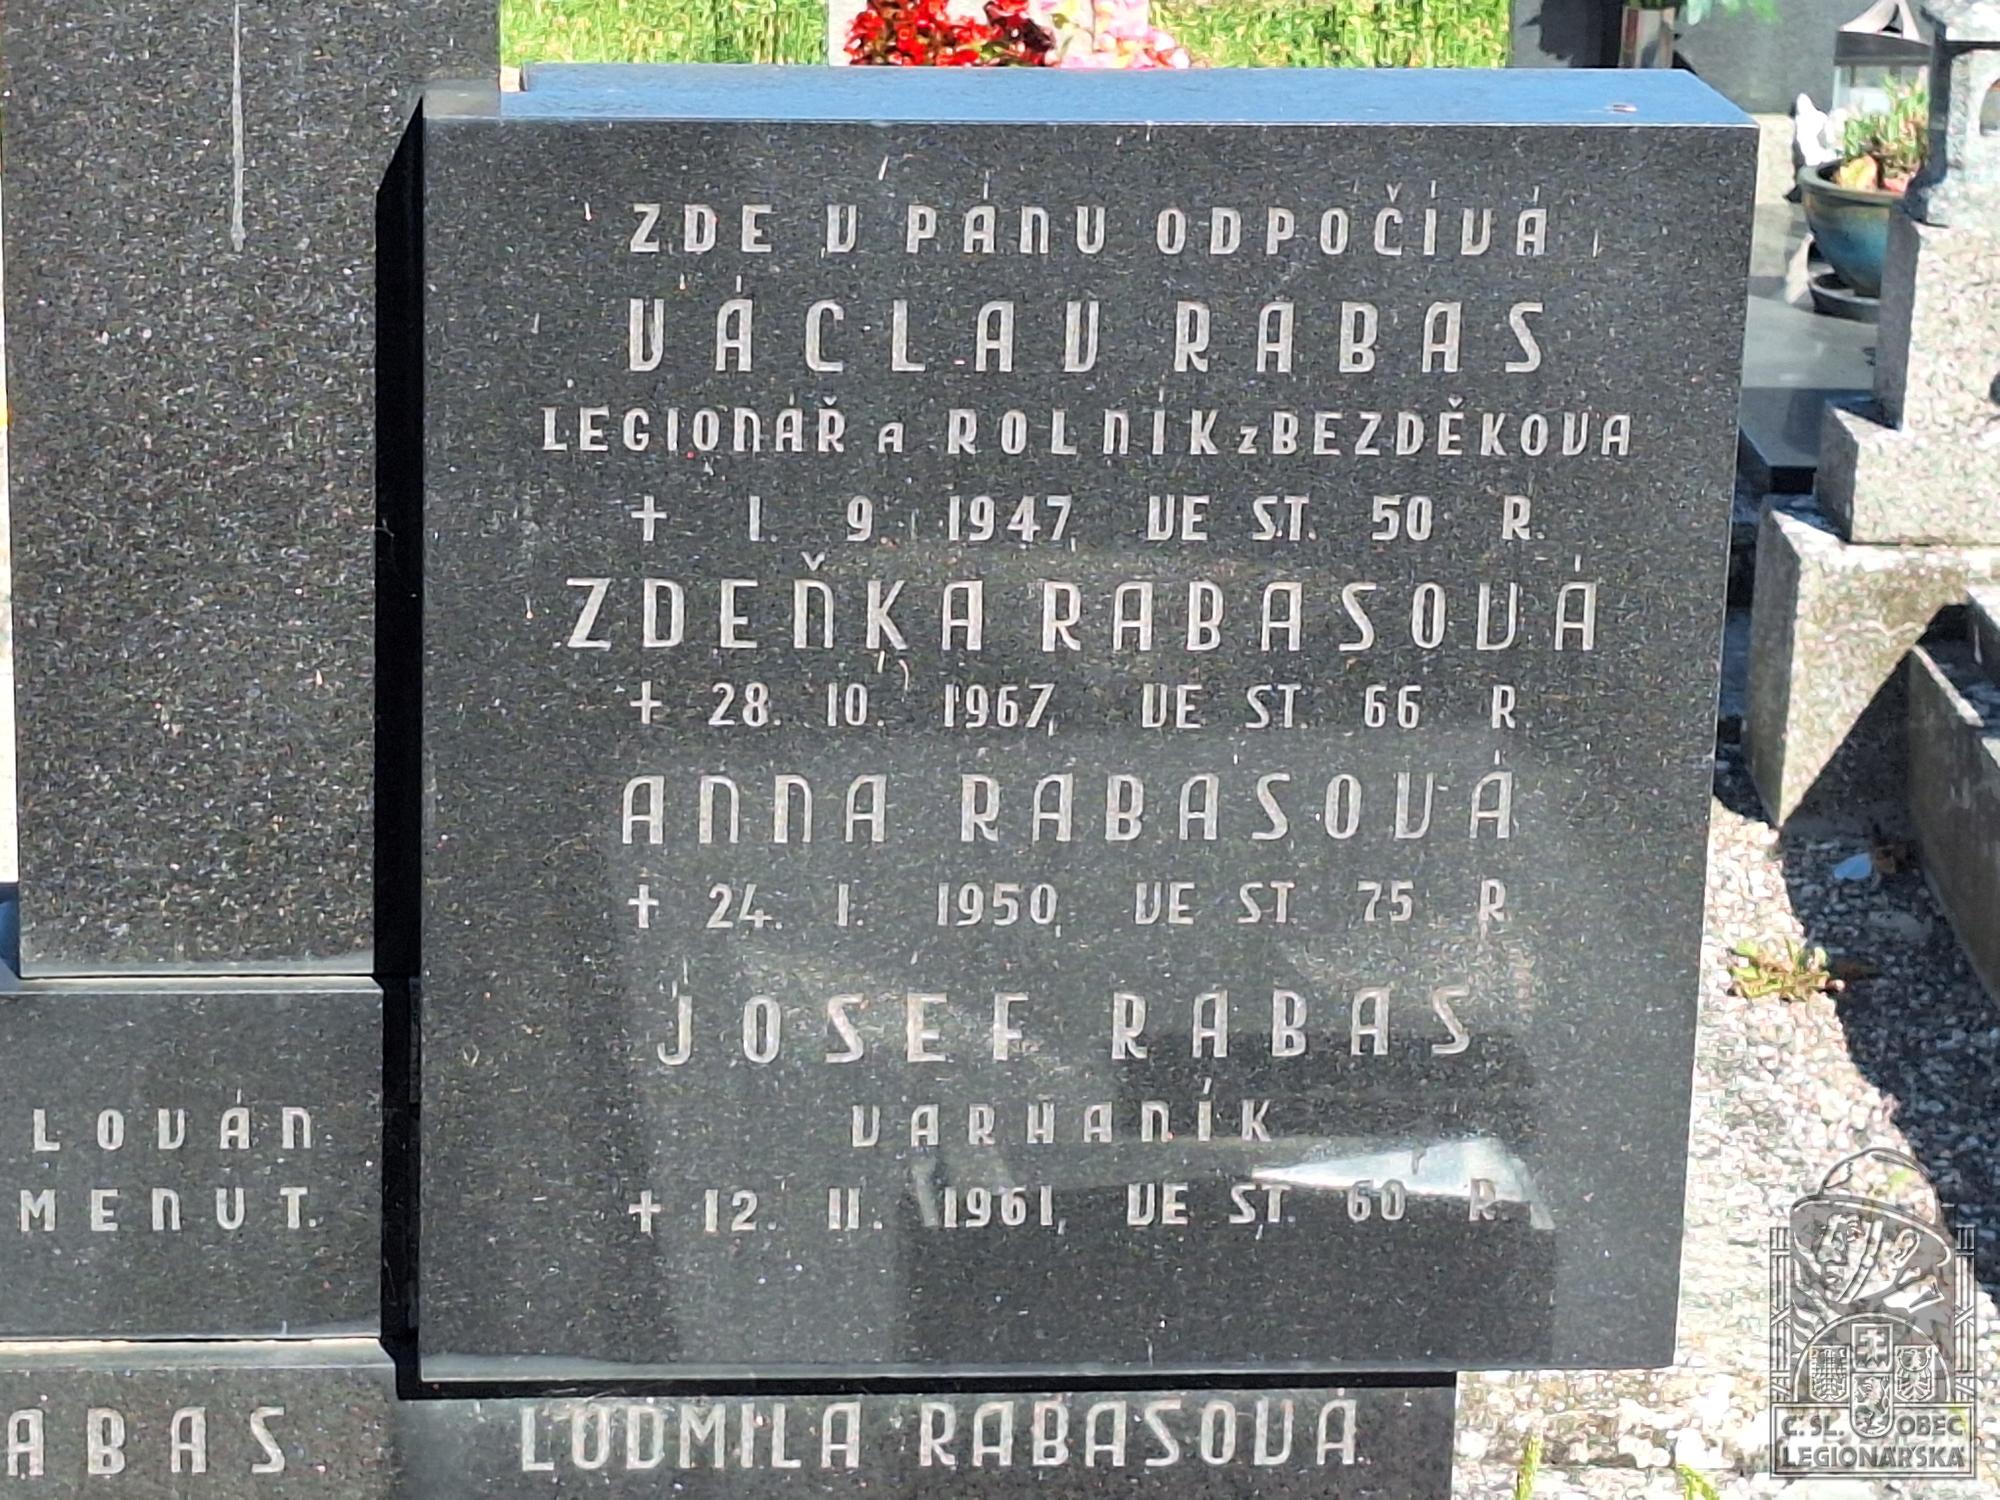 ZDE V PÁNU ODPOČÍVÁ
VÁCLAV RABAS
LEGIONÁŘ a ROLNÍK z BEZDĚKOVA
+ 1. 9. 1947, VE ST. 50 R.
ZDEŇKA RABASOVÁ
+ 28. 10. 1967, VE ST. 66 R.
ANNA RABASOVÁ
+ 24. 1. 1950, VE ST. 75 R.
JOSEF RABAS
VARHANÍK
+ 12. 11. 1961, VE ST. 60 R.
LOVÁN
MENUT.
ABAS
LUDMILA RABASOVÁ
Č. SL. OBEC
LEGIONÁŘSKÁ